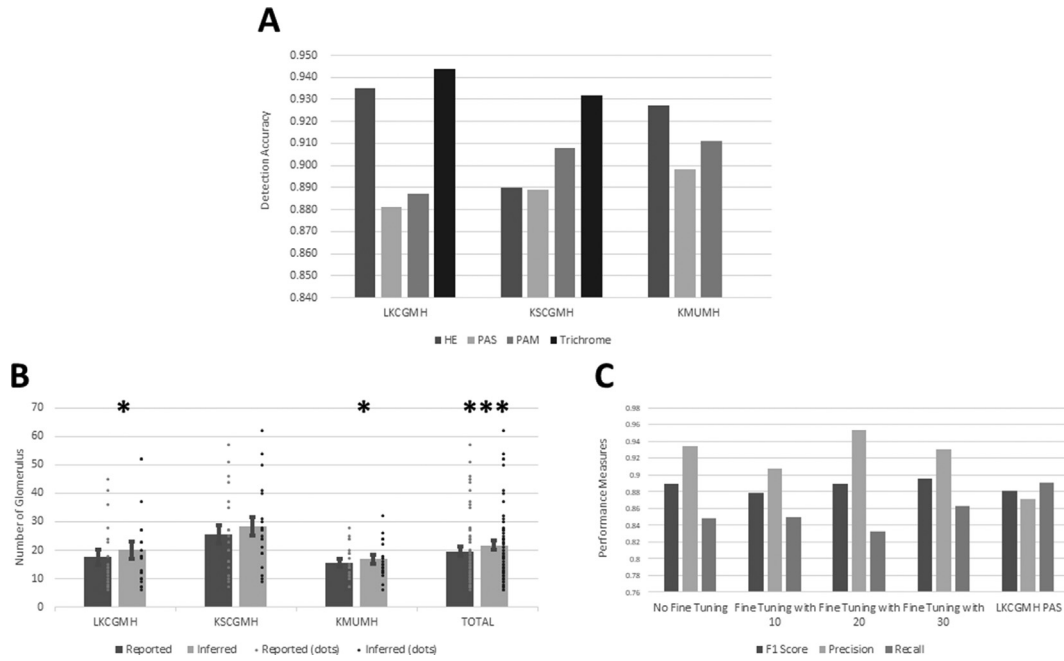 A
0.950
0.940
0.930
0.920
0.910
0.900
0.890
0.880
0.870
0.860
0.850
0.840
Detection Accuracy
LKCGMH KSCGMH KMUMH
HE PAS PAM Trichrome
B
70
60
50
40
30
20
10
0
Number of Glomerulus
* * ***
LKCGMH KSCGMH KMUMH TOTAL
Reported Inferred Reported (dots) Inferred (dots)
C
0.98
0.96
0.94
0.92
0.9
0.88
0.86
0.84
0.82
0.8
0.78
0.76
Performance Measures
No Fine Tuning Fine Tuning with Fine Tuning with Fine Tuning with LKCGMH PAS
10 20 30
F1 Score Precision Recall